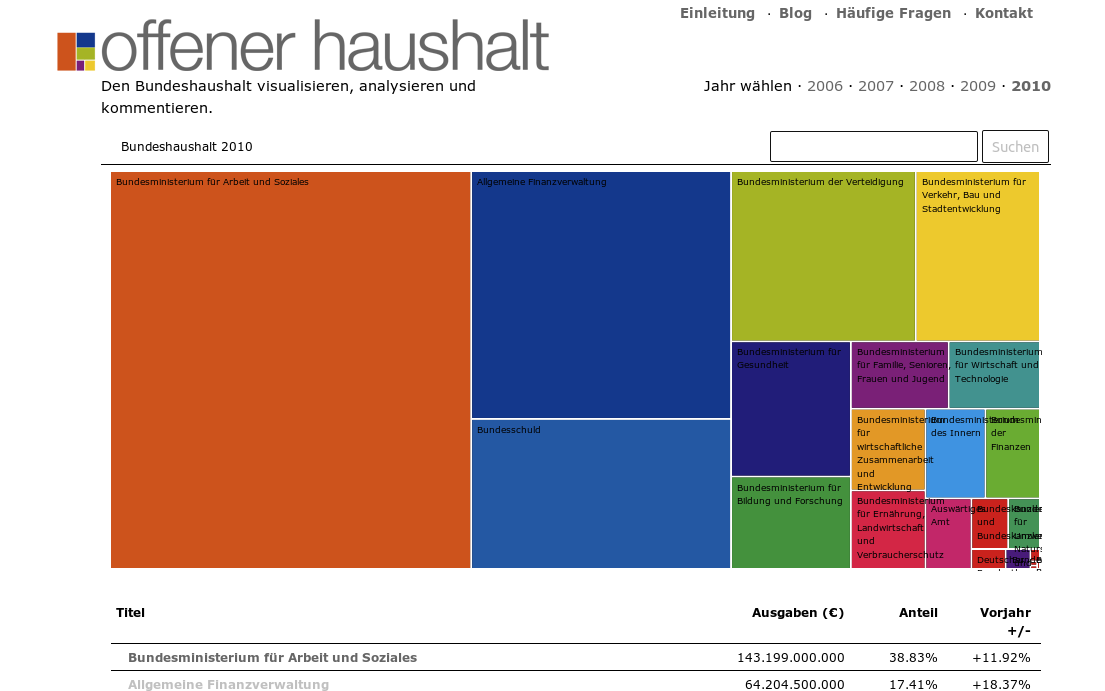 Einleitung · Blog · Häufige Fragen · Kontakt
offener haushalt
Den Bundeshaushalt visualisieren, analysieren und
kommentieren.
Jahr wählen · 2006 · 2007 · 2008 · 2009 · 2010
Bundeshaushalt 2010
Suchen
Bundesministerium für Arbeit und Soziales
Allgemeine Finanzverwaltung
Bundesschuld
Bundesministerium der Verteidigung
Bundesministerium für
Verkehr, Bau und
Stadtentwicklung
Bundesministerium für
Gesundheit
Bundesministerium für
Bildung und Forschung
Bundesministerium
für Familie, Senioren,
Frauen und Jugend
Bundesministerium
für Wirtschaft und
Technologie
Bundesministerium
für
wirtschaftliche
Zusammenarbeit
und
Entwicklung
Bundesministerium
des Innern
der
Finanzen
Bundesministerium
für Ernährung,
Landwirtschaft
und
Verbraucherschutz
Auswärtiges
Amt
und
für
Titel Ausgaben (€) Anteil Vorjahr
+/-
Bundesministerium für Arbeit und Soziales 143.199.000.000 38.83% +11.92%
Allgemeine Finanzverwaltung 64.204.500.000 17.41% +18.37%